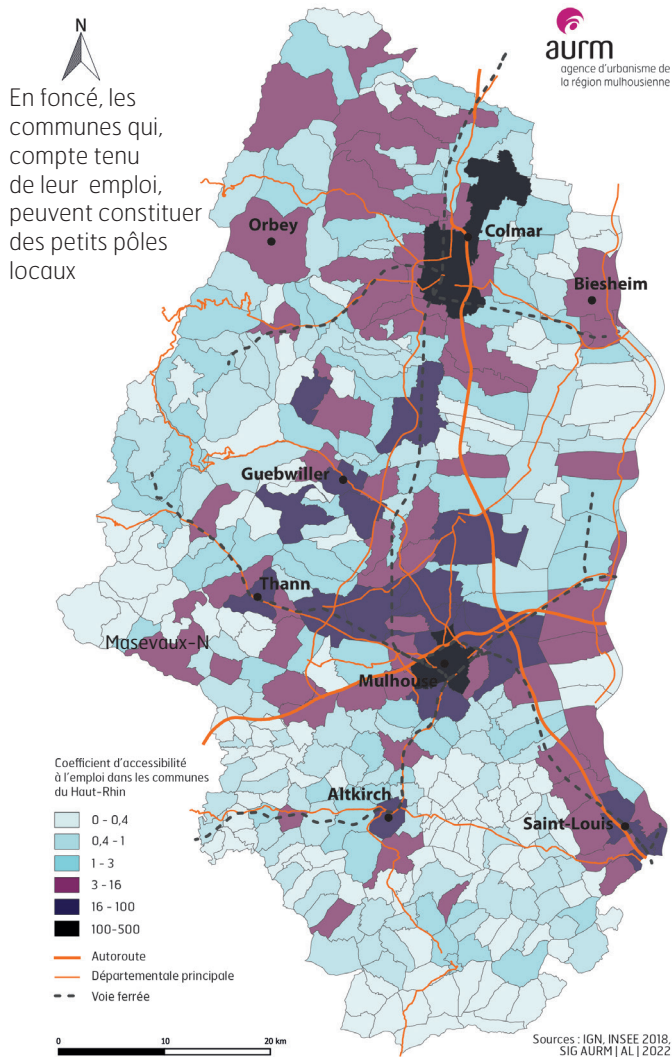 N
aurm
agence d'urbanisme de
la région mulhousienne
En foncé, les
communes qui,
compte tenu
de leur emploi,
peuvent constituer
des petits pôles
locaux
Orbey
Colmar
Biesheim
Guebwiller
Thann
Masevaux-N
Mulhouse
Altkirch
Saint-Louis
Coefficient d'accessibilité
à l'emploi dans les communes
du Haut-Rhin
0 - 0,4
0,4 - 1
1 - 3
3 - 16
16 - 100
100-500
Autoroute
Départementale principale
Voie ferrée
0 10 20 km
Sources : IGN, INSEE 2018,
SIG AURM | AL | 2022